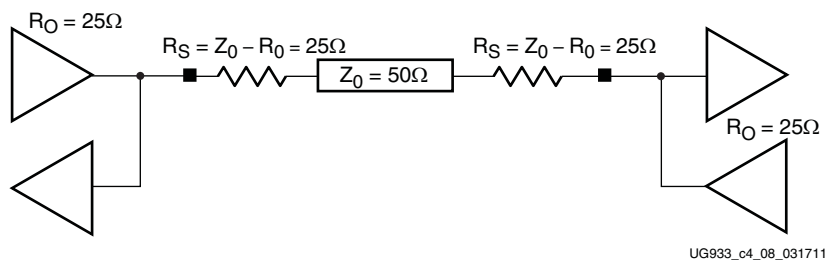 R_O = 25Ω
R_S = Z_0 – R_0 = 25Ω
R_S = Z_0 – R_0 = 25Ω
Z_0 = 50Ω
R_O = 25Ω
UG933_c4_08_031711